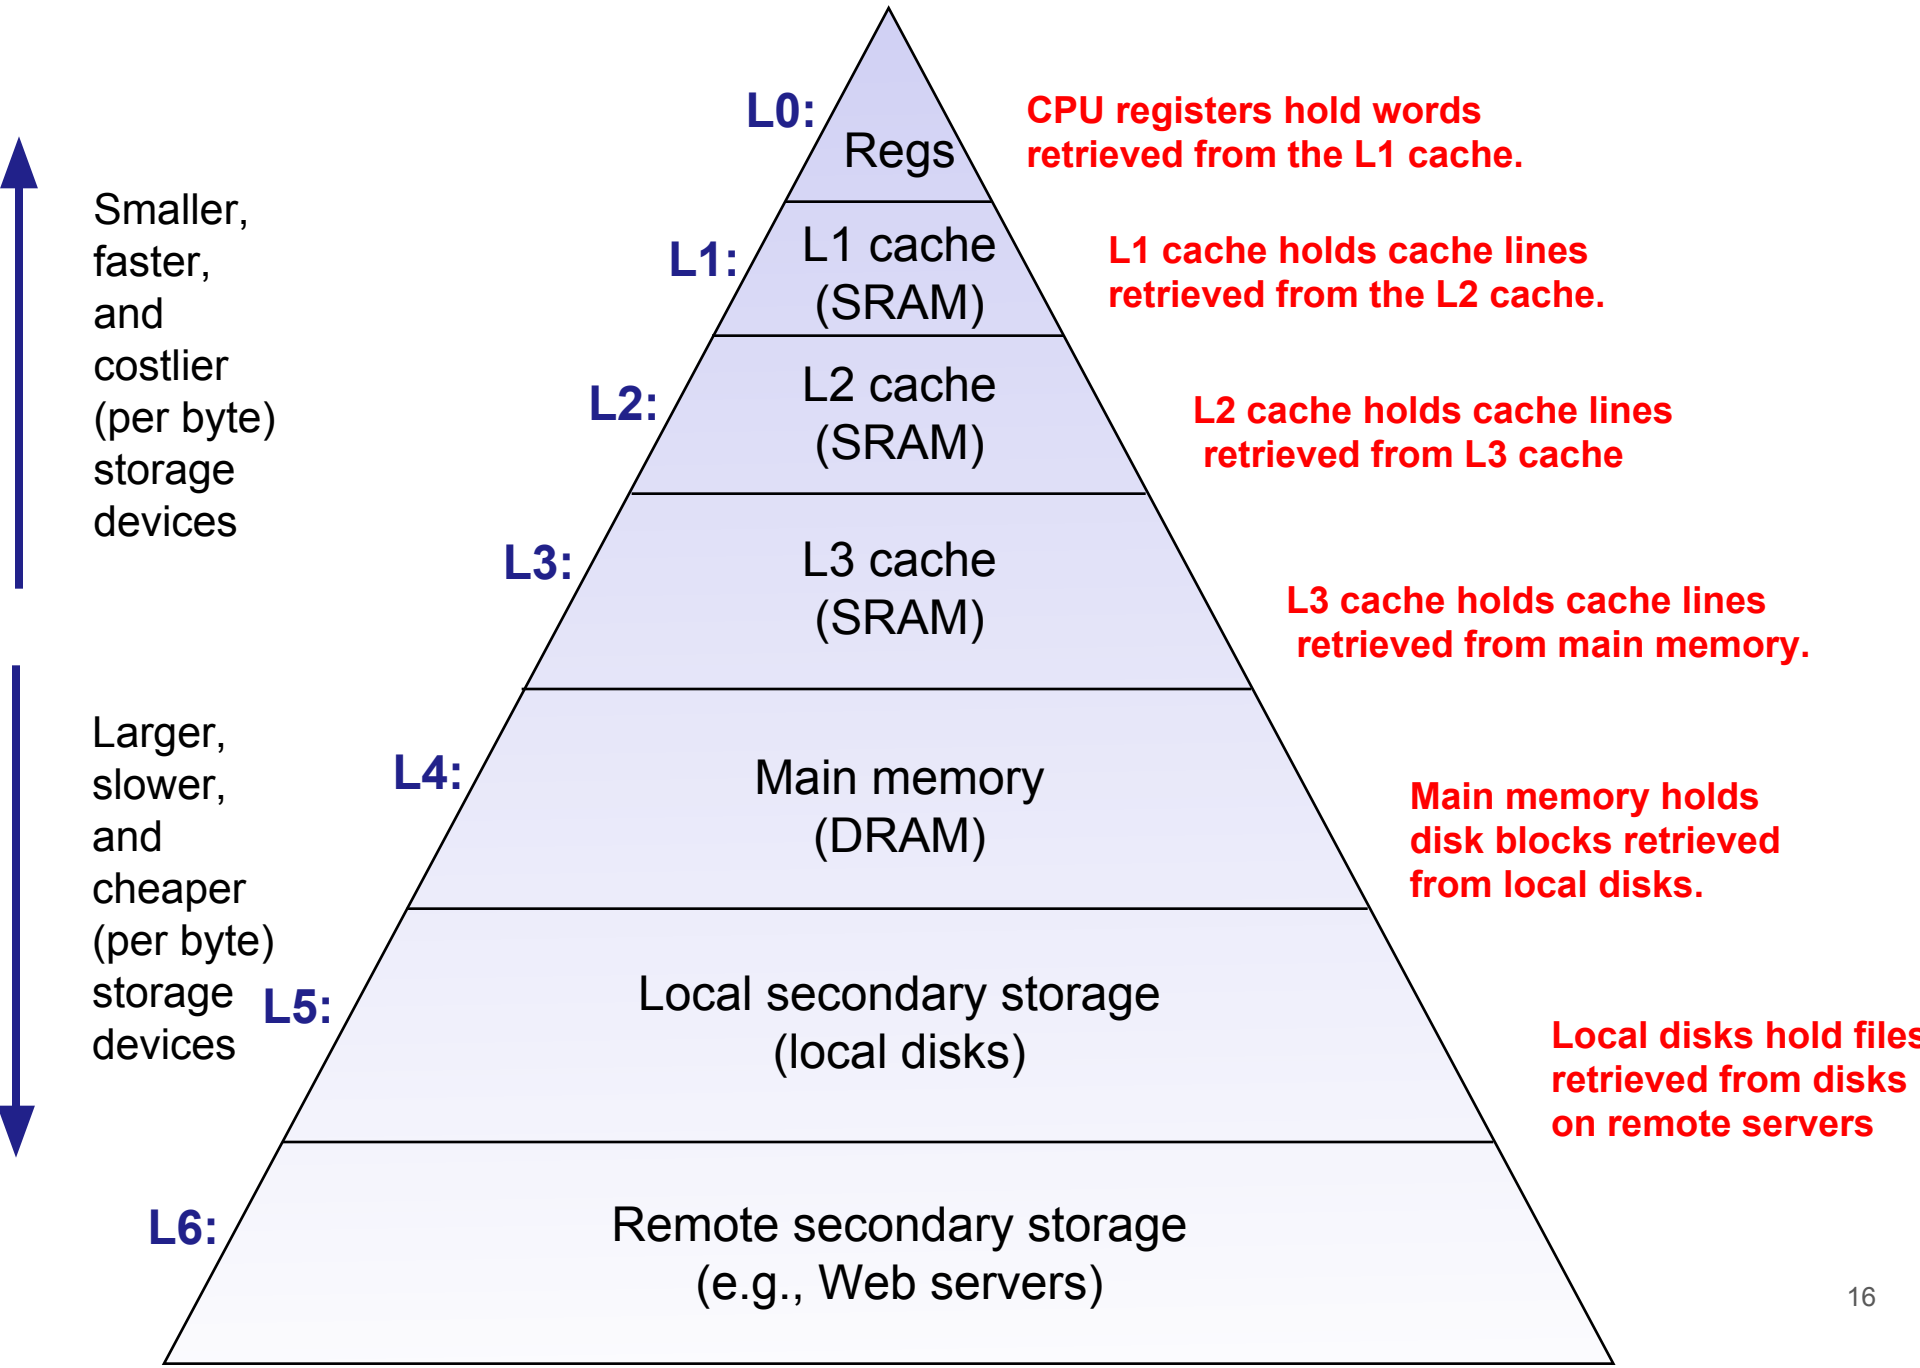 L0:
Regs
CPU registers hold words
retrieved from the L1 cache.
Smaller,
faster,
and
costlier
(per byte)
storage
devices
L1:
L1 cache
(SRAM)
L1 cache holds cache lines
retrieved from the L2 cache.
L2:
L2 cache
(SRAM)
L2 cache holds cache lines
retrieved from L3 cache
L3:
L3 cache
(SRAM)
L3 cache holds cache lines
retrieved from main memory.
Larger,
slower,
and
cheaper
(per byte)
storage
devices
L4:
Main memory
(DRAM)
Main memory holds
disk blocks retrieved
from local disks.
L5:
Local secondary storage
(local disks)
Local disks hold files
retrieved from disks
on remote servers
L6:
Remote secondary storage
(e.g., Web servers)
16